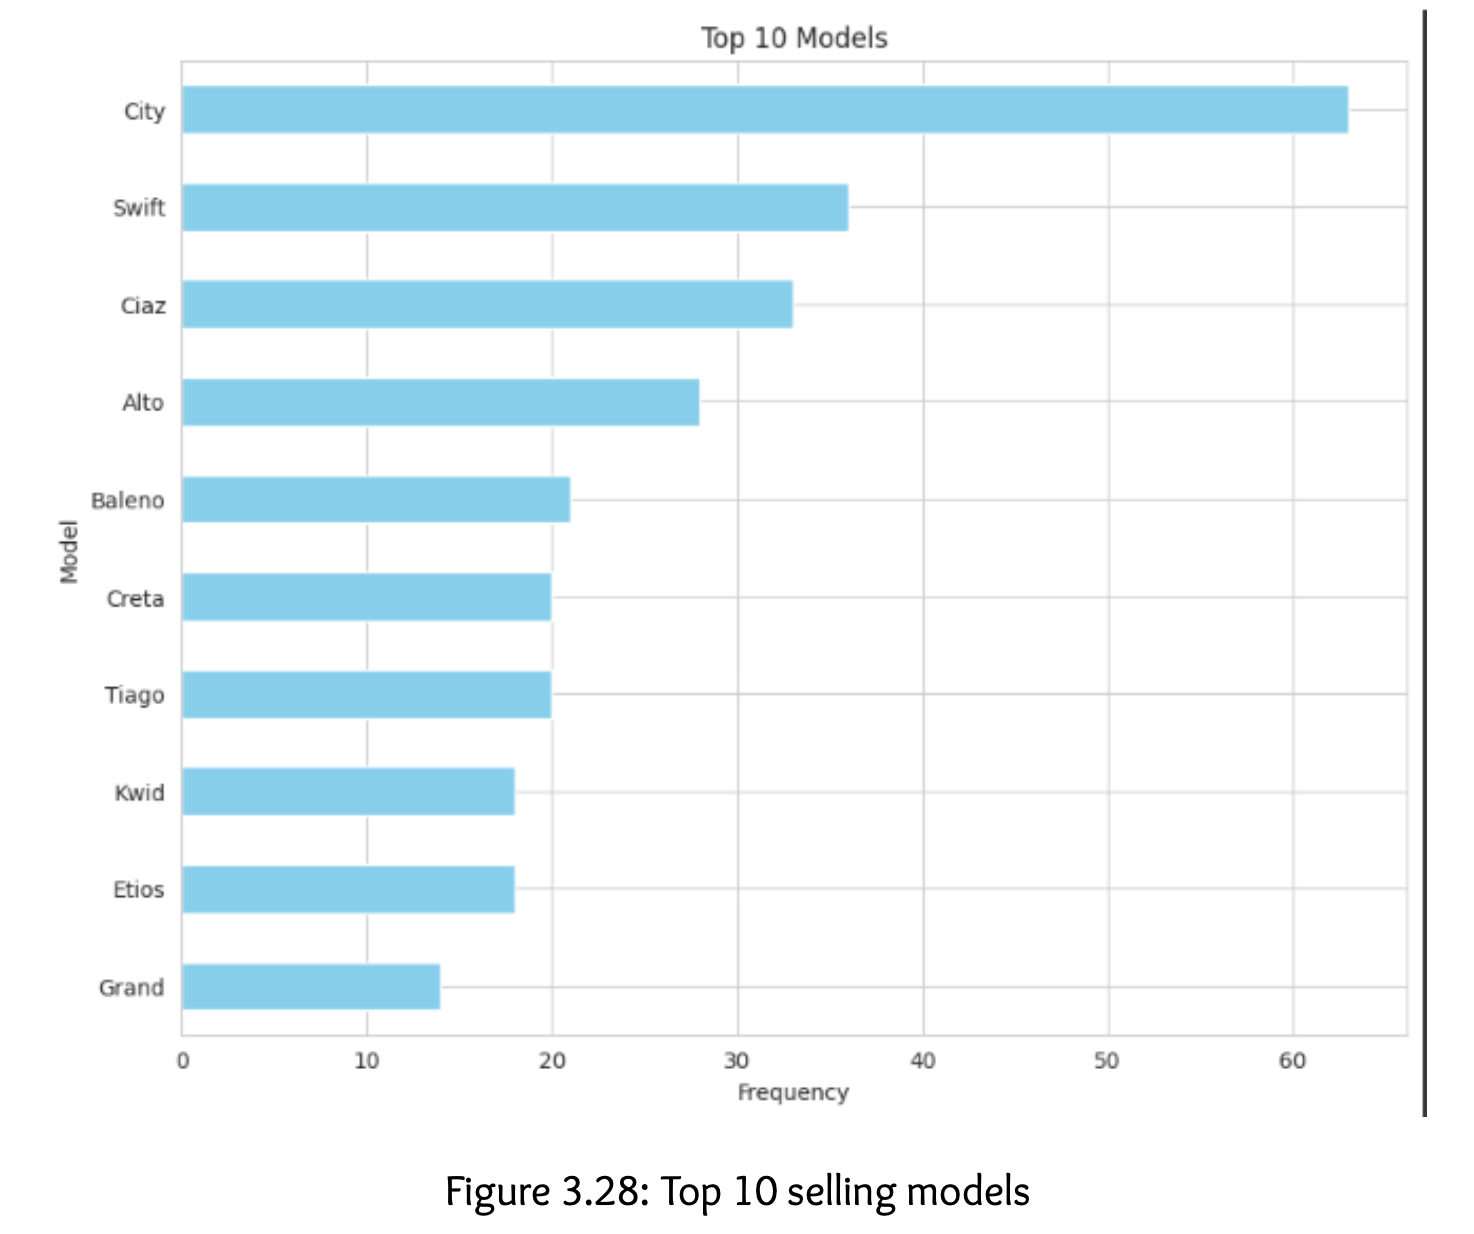 Top 10 Models
City
Swift
Ciaz
Alto
Baleno
Creta
Tiago
Kwid
Etios
Grand
Model
0 10 20 30 40 50 60
Frequency
Figure 3.28: Top 10 selling models